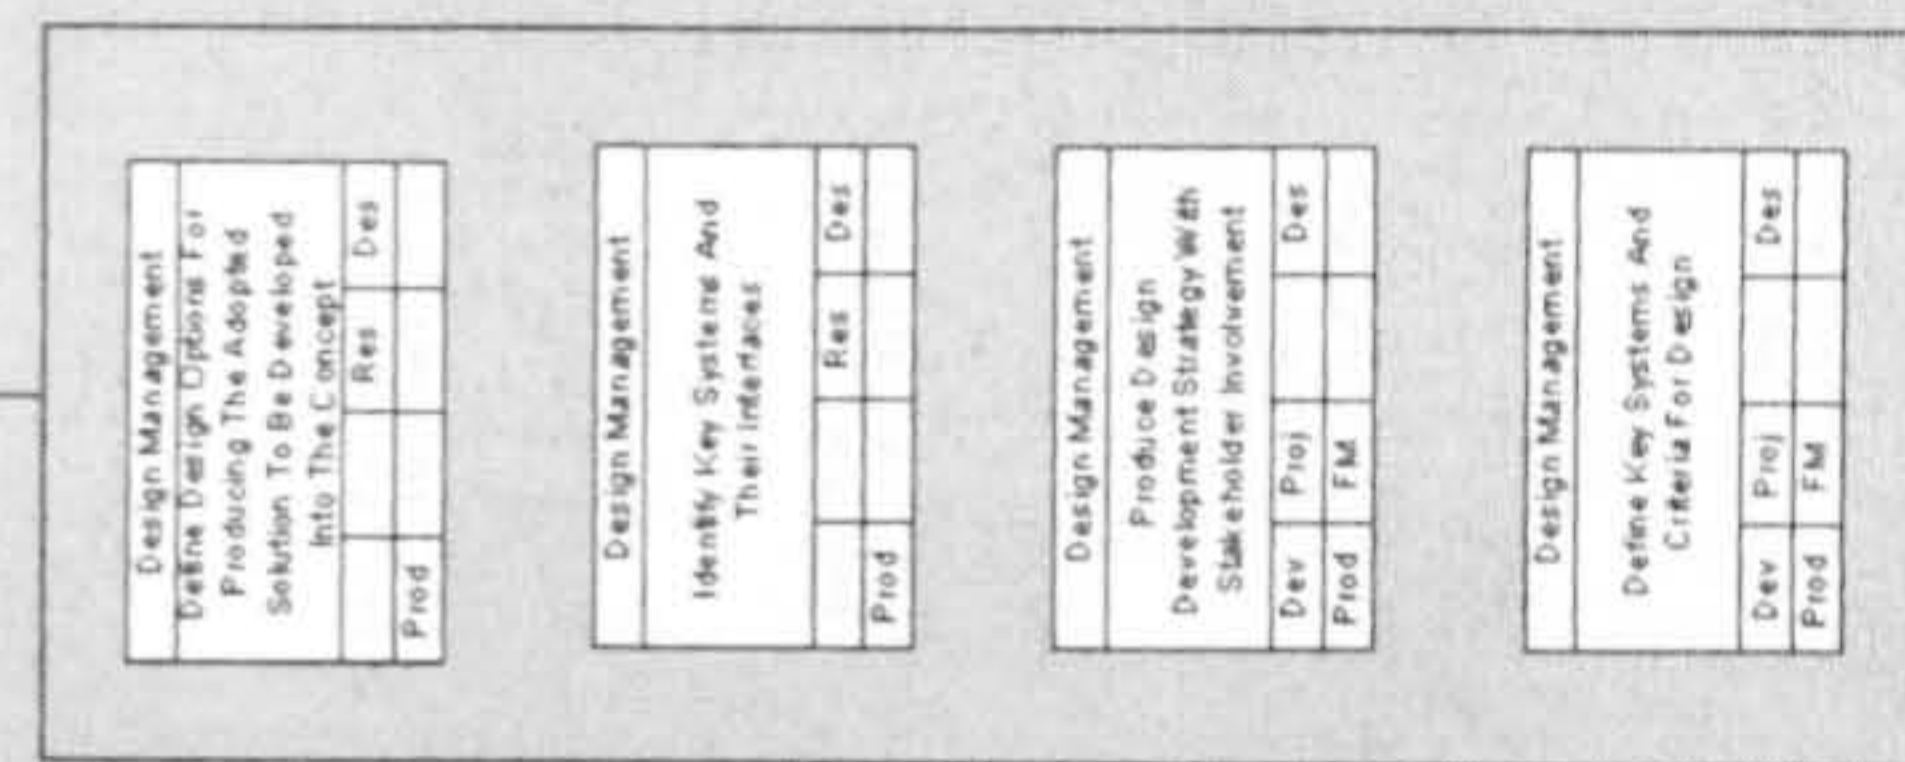 Design Management
Define Design Options For
Producing The Adopted
Solution To Be Developed
Into The Concept
Res Des
Prod
Design Management
Identify Key Systems And
Their Interfaces
Res Des
Prod
Design Management
Produce Design
Development Strategy With
Stakeholder Involvement
Dev Proj Des
Prod FM
Design Management
Define Key Systems And
Criteria For Design
Dev Proj Des
Prod FM